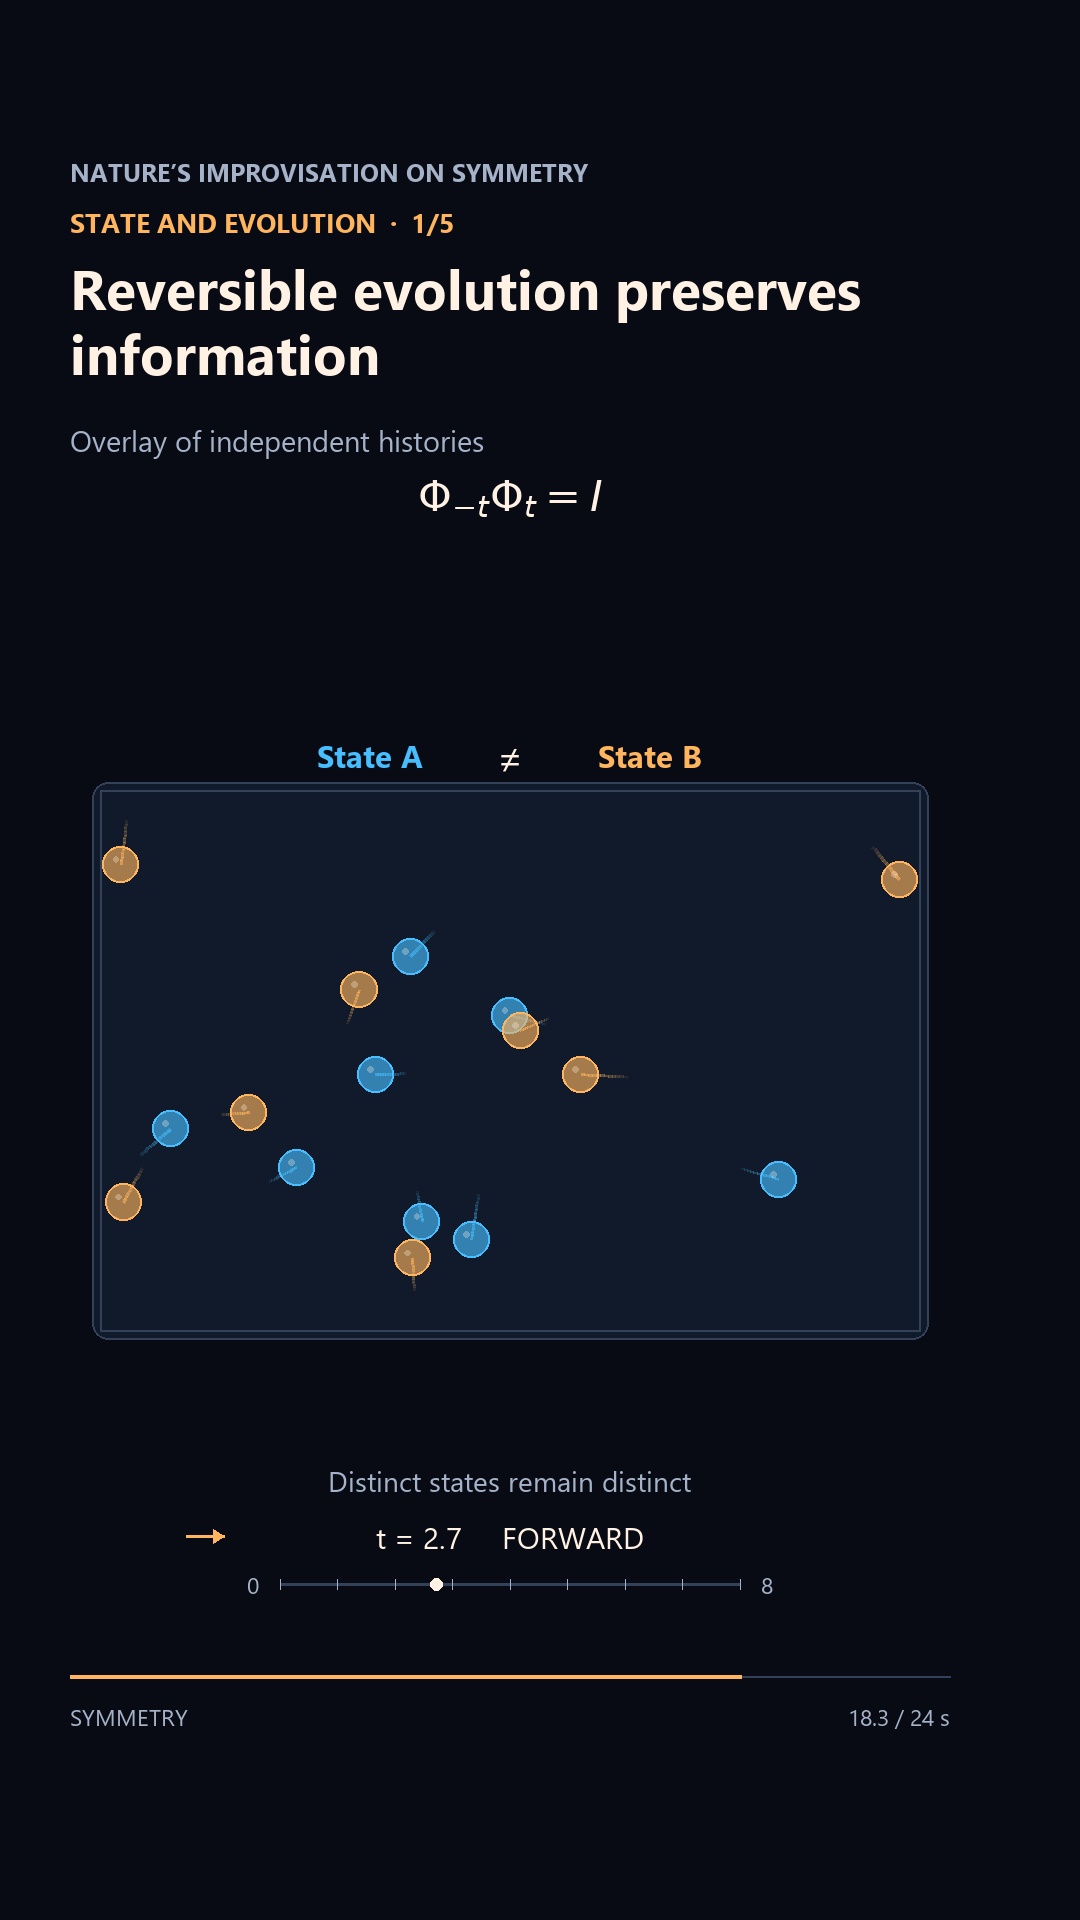 NATURE’S IMPROVISATION ON SYMMETRY
STATE AND EVOLUTION · 1/5
Reversible evolution preserves
information
Overlay of independent histories
Φ₋ₜΦₜ = I
State A ≠ State B
Distinct states remain distinct
t = 2.7 FORWARD
0 8
SYMMETRY 18.3 / 24 s